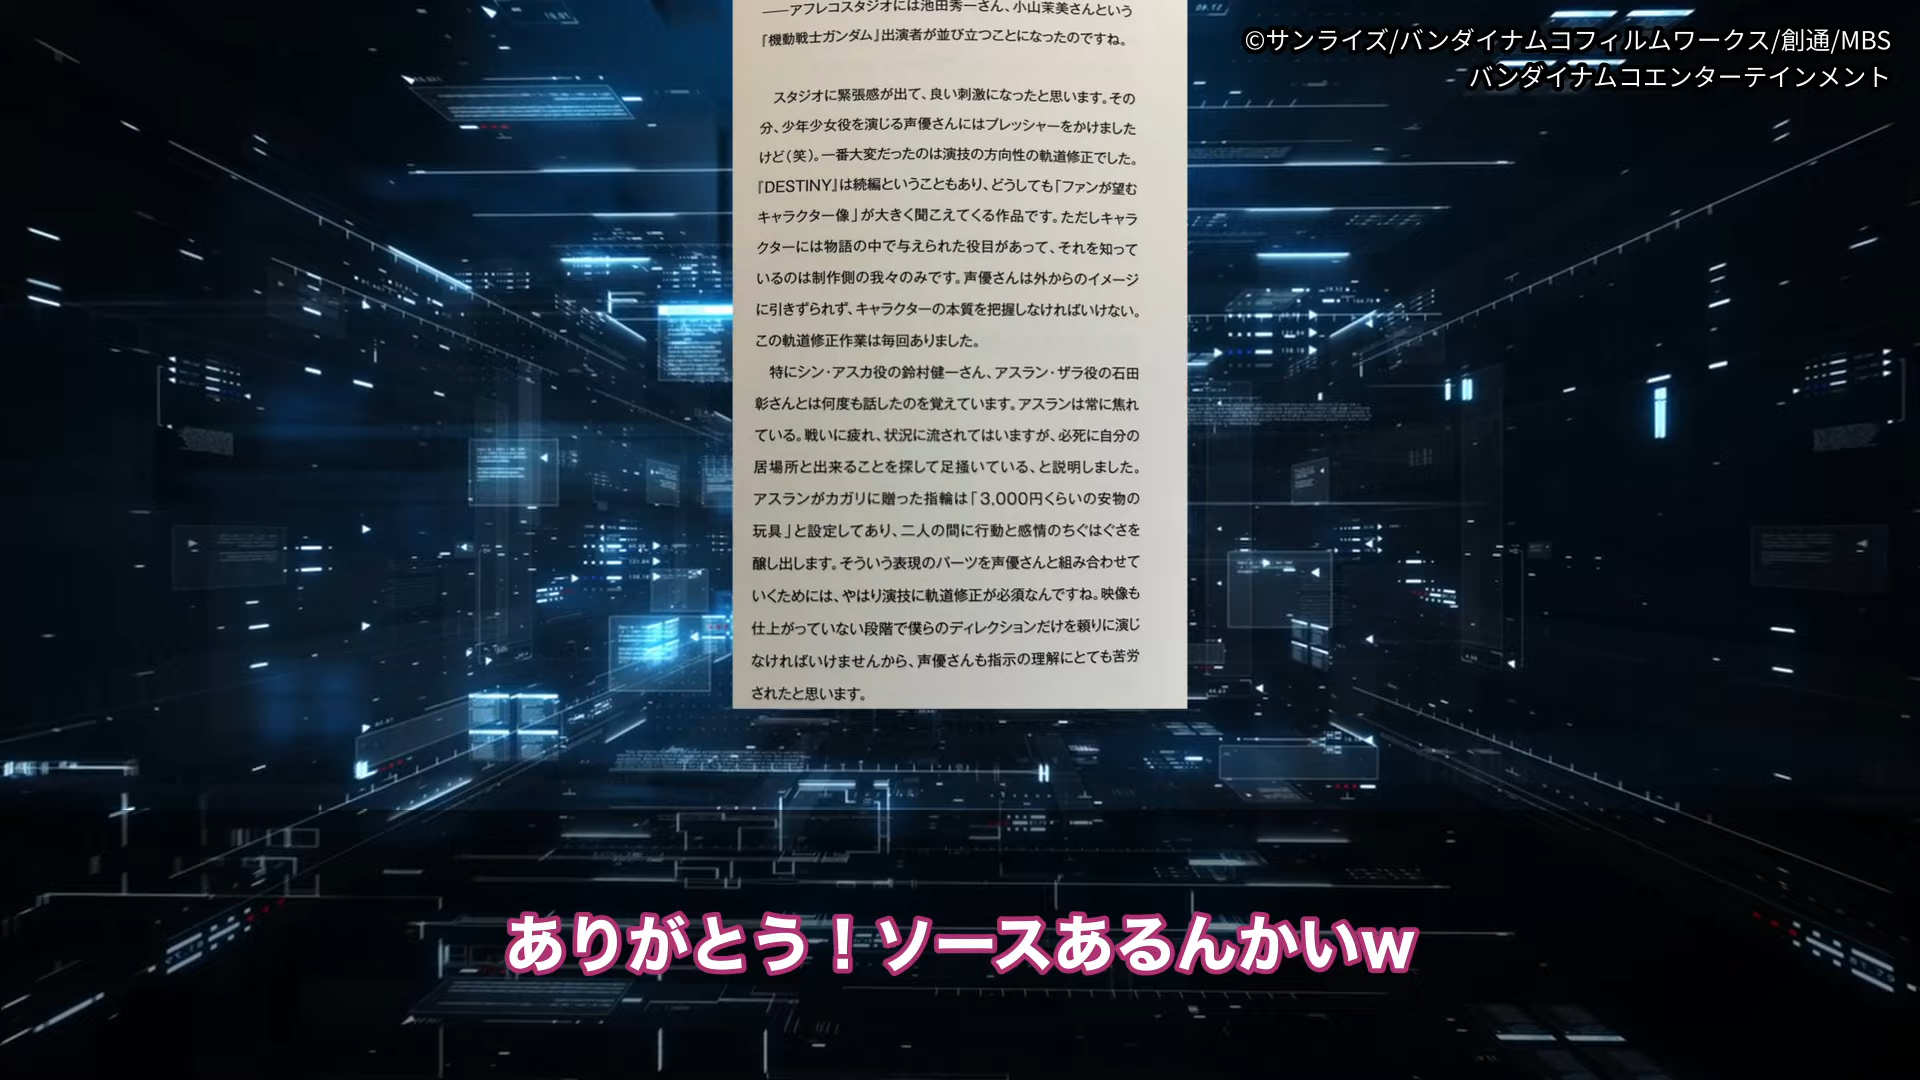 ――アフレコスタジオには池田秀一さん、小山茉美さんという
『機動戦士ガンダム』出演者が並び立つことになったのですね。
©サンライズ/バンダイナムコフィルムワークス/創通/MBS
バンダイナムコエンターテインメント
スタジオに緊張感が出て、良い刺激になったと思います。その
分、少年少女役を演じる声優さんにはプレッシャーをかけました
けど(笑)。一番大変だったのは演技の方向性の軌道修正でした。
『DESTINY』は続編ということもあり、どうしても「ファンが望む
キャラクター像」が大きく聞こえてくる作品です。ただしキャラ
クターには物語の中で与えられた役目があって、それを知って
いるのは制作側の我々のみです。声優さんは外からのイメージ
に引きずられず、キャラクターの本質を把握しなければいけない。
この軌道修正作業は毎回ありました。
特にシン・アスカ役の鈴村健一さん、アスラン・ザラ役の石田
彰さんとは何度も話したのを覚えています。アスランは常に焦れ
ている。戦いに疲れ、状況に流されてはいますが、必死に自分の
居場所と出来ることを探して足掻いている、と説明しました。
アスランがカガリに贈った指輪は「3,000円くらいの安物の
玩具」と設定してあり、二人の間に行動と感情のちぐはぐさを
醸し出します。そういう表現のパーツを声優さんと組み合わせて
いくためには、やはり演技に軌道修正が必須なんですね。映像も
仕上がっていない段階で僕らのディレクションだけを頼りに演じ
なければいけませんから、声優さんも指示の理解にとても苦労
されたと思います。
ありがとう！ソースあるんかいw